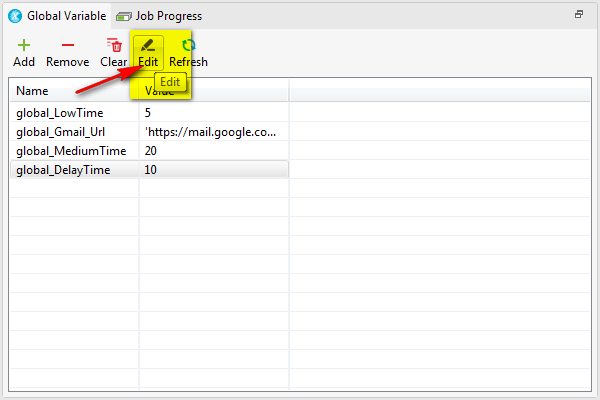 Global Variable Job Progress
Add Remove Clear Edit Refresh
Edit
Name Value
global_LowTime 5
global_Gmail_Url 'https://mail.google.co...
global_MediumTime 20
global_DelayTime 10